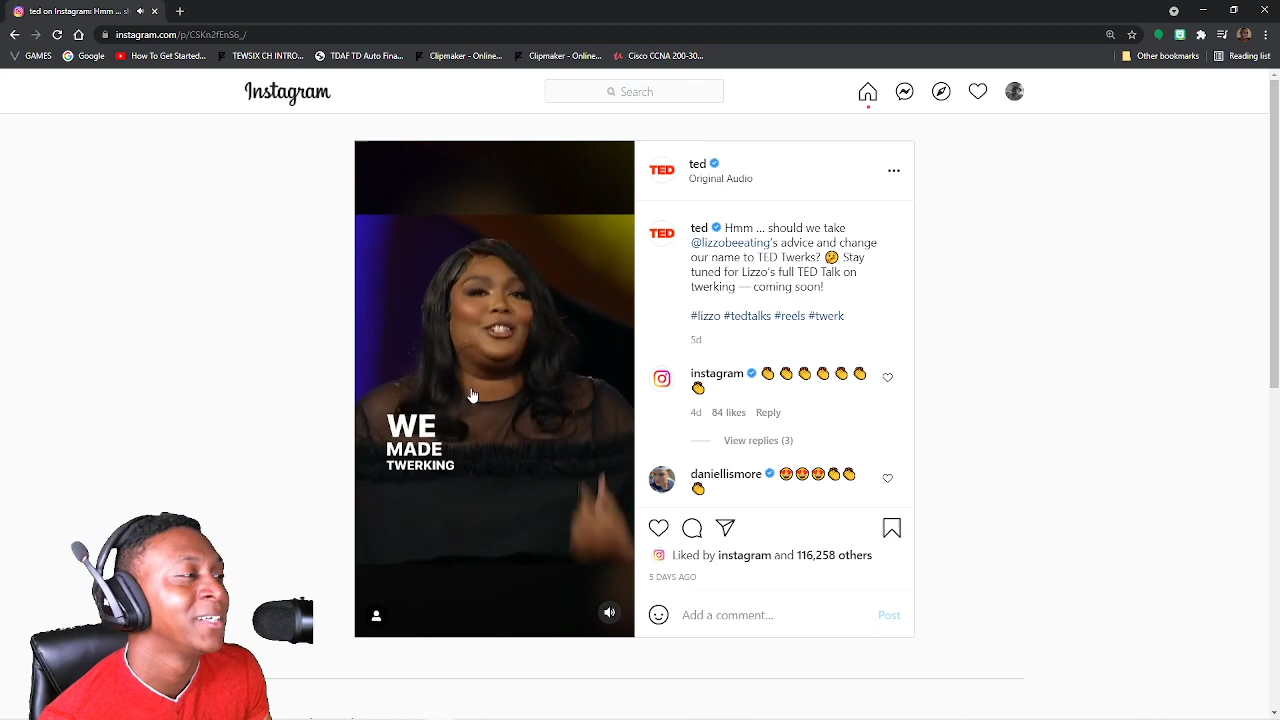 ted on Instagram Hmm ...
instagram.com/p/CSKn2fEnS6_/
GAMES Google How To Get Started... TEWSIX CH INTRO... TDAF TD Auto Fina... Clipmaker - Online... Clipmaker - Online... Cisco CCNA 200-30... Other bookmarks Reading list
Instagram Search
TED ted
Original Audio
TED ted Hmm ... should we take
@lizzobeeating's advice and change
our name to TED Twerks? 🤔 Stay
tuned for Lizzo's full TED Talk on
twerking — coming soon!
#lizzo #tedtalks #reels #twerk
5d
instagram 👏 👏 👏 👏 👏 👏
👏
4d 84 likes Reply
View replies (3)
daniellismore 😍😍😍👏👏
👏
WE
MADE
TWERKING
Liked by instagram and 116,258 others
5 DAYS AGO
Add a comment... Post